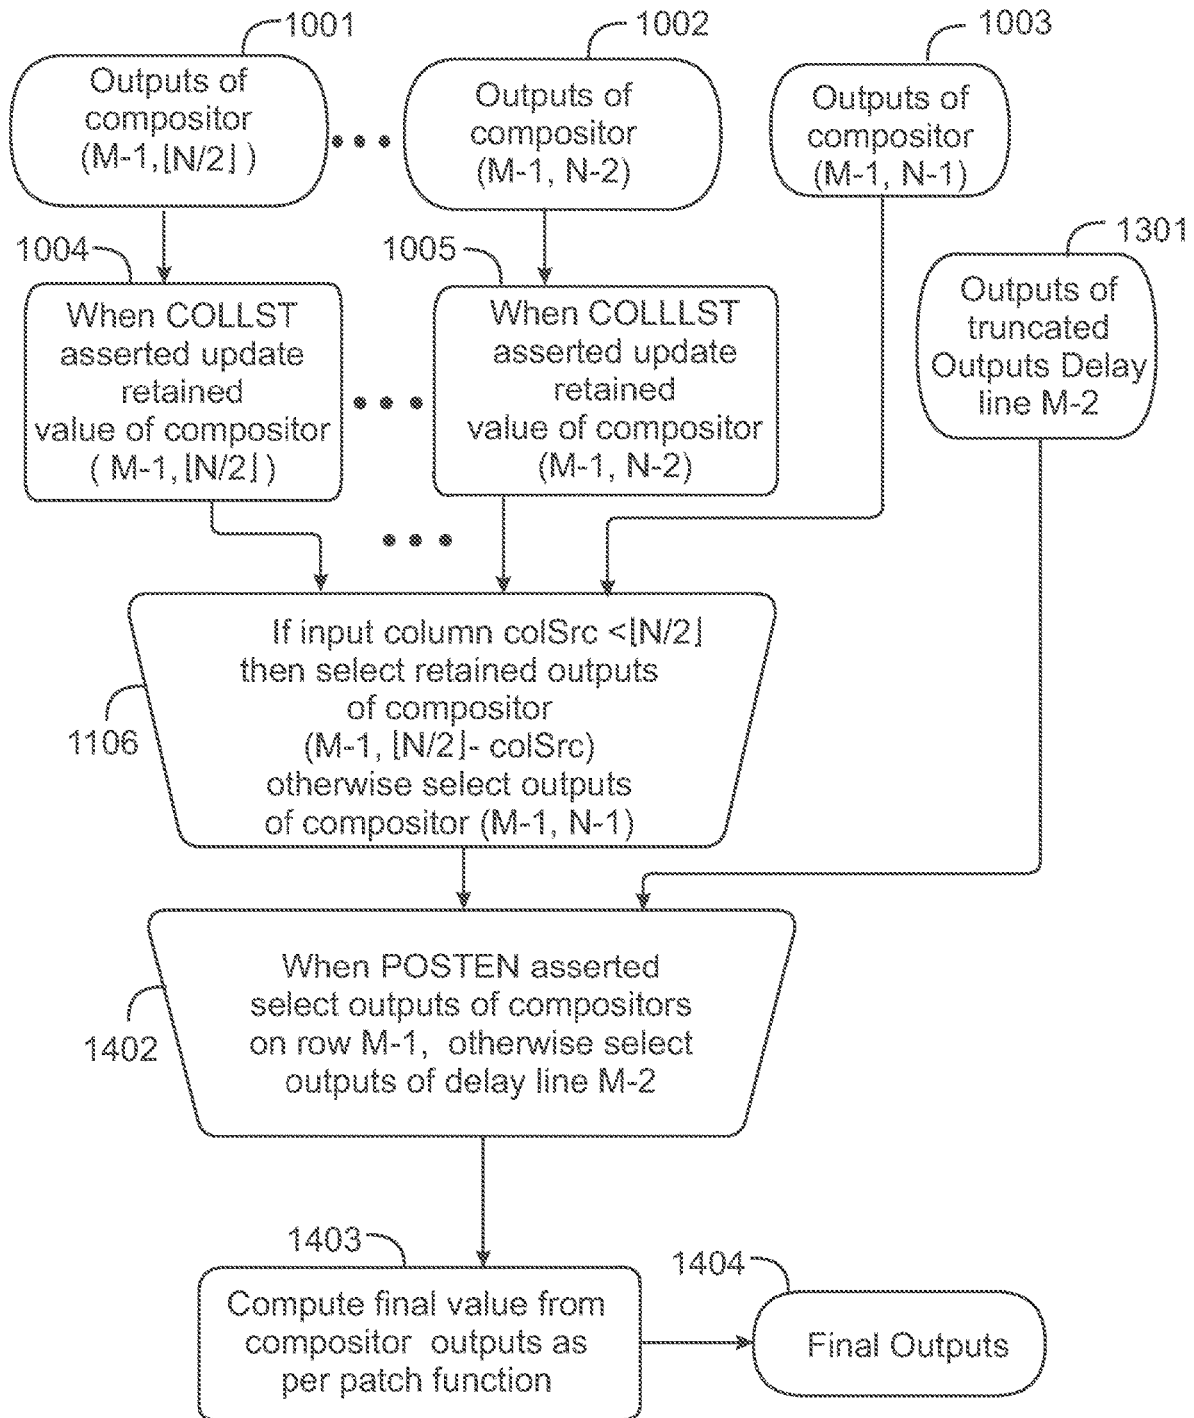 1001
Outputs of
compositor
(M-1,⌊N/2⌋ )
1002
Outputs of
compositor
(M-1, N-2)
1003
Outputs of
compositor
(M-1, N-1)
1004
When COLLST
asserted update
retained
value of compositor
( M-1,⌊N/2⌋ )
1005
When COLLLST
asserted update
retained
value of compositor
(M-1, N-2)
1301
Outputs of
truncated
Outputs Delay
line M-2
1106
If input column colSrc <⌊N/2⌋
then select retained outputs
of compositor
(M-1, ⌊N/2⌋- colSrc)
otherwise select outputs
of compositor (M-1, N-1)
1402
When POSTEN asserted
select outputs of compositors
on row M-1, otherwise select
outputs of delay line M-2
1403
Compute final value from
compositor outputs as
per patch function
1404
Final Outputs